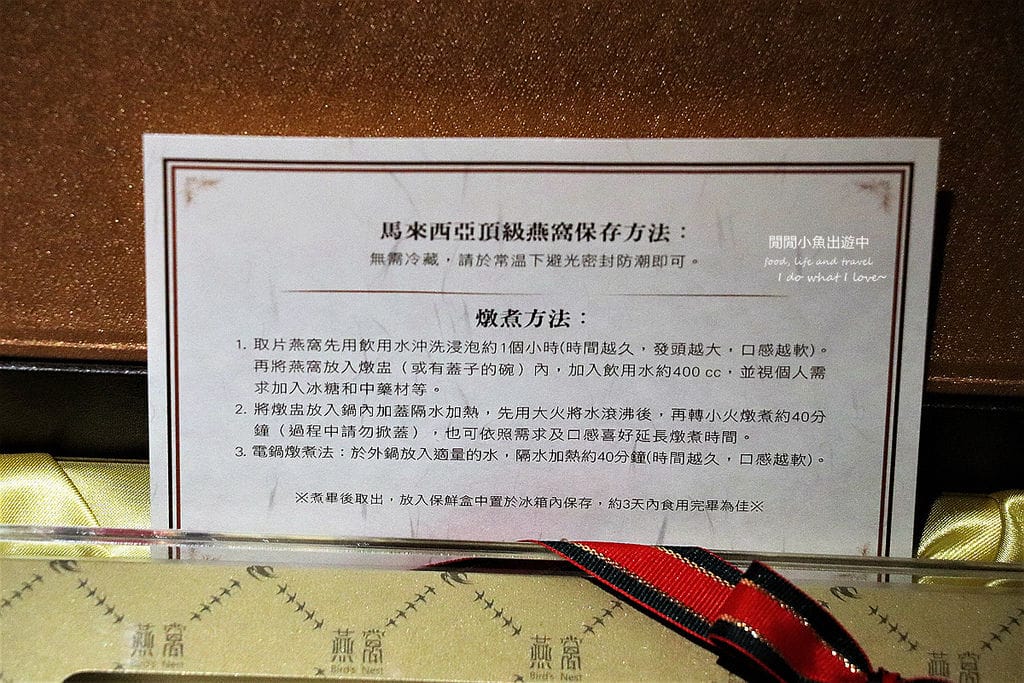 馬來西亞頂級燕窩保存方法：
無需冷藏，請於常溫下避光密封防潮即可。
閒閒小魚出遊中
food, life and travel
I do what I love~
燉煮方法：
1. 取片燕窩先用飲用水沖洗浸泡約1個小時(時間越久，發頭越大，口感越軟)。
再將燕窩放入燉盅（或有蓋子的碗）內，加入飲用水約400 cc，並視個人需
求加入冰糖和中藥材等。
2. 將燉盅放入鍋內加蓋隔水加熱，先用大火將水滾沸後，再轉小火燉煮約40分
鐘（過程中請勿掀蓋），也可依照需求及口感喜好延長燉煮時間。
3. 電鍋燉煮法：於外鍋放入適量的水，隔水加熱約40分鐘(時間越久，口感越軟)。
※煮畢後取出，放入保鮮盒中置於冰箱內保存，約3天內食用完畢為佳※
燕窩 燕窩 燕窩 燕窩
Bird's Nest Bird's Nest Bird's Nest